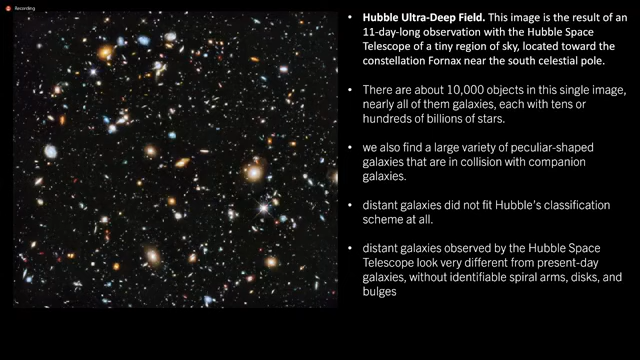 Recording
• Hubble Ultra-Deep Field. This image is the result of an
11-day-long observation with the Hubble Space
Telescope of a tiny region of sky, located toward the
constellation Fornax near the south celestial pole.
• There are about 10,000 objects in this single image,
nearly all of them galaxies, each with tens or
hundreds of billions of stars.
• we also find a large variety of peculiar-shaped
galaxies that are in collision with companion
galaxies.
• distant galaxies did not fit Hubble's classification
scheme at all.
• distant galaxies observed by the Hubble Space
Telescope look very different from present-day
galaxies, without identifiable spiral arms, disks, and
bulges